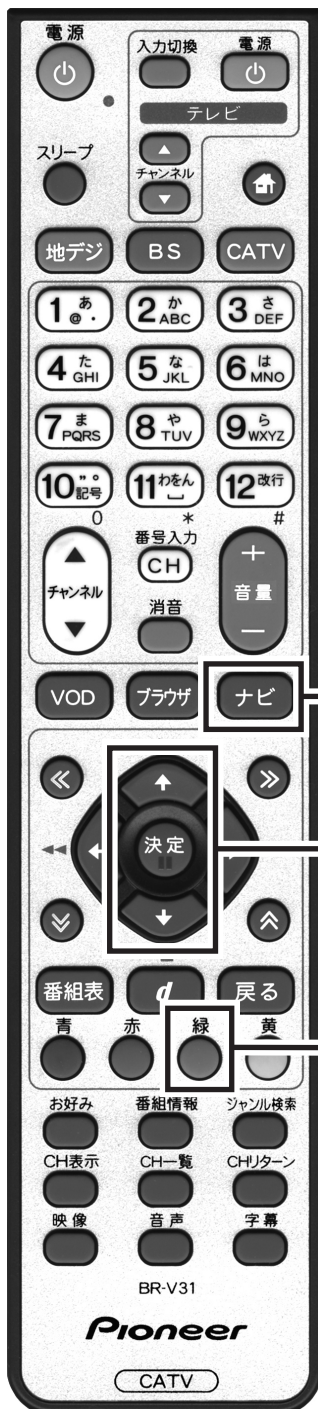 電源
入力切換 電源
テレビ
スリープ
チャンネル
地デジ BS CATV
1 あ @ .
2 か ABC
3 さ DEF
4 た GHI
5 な JKL
6 は MNO
7 ま PQRS
8 や TUV
9 ら WXYZ
10 ゛゜ 記号
11 わをん
12 改行
0 * #
番号入力
CH
チャンネル
+
音量
−
消音
VOD ブラウザ ナビ
決定
番組表 d 戻る
青 赤 緑 黄
お好み 番組情報 ジャンル検索
CH表示 CH一覧 CHリターン
映像 音声 字幕
BR-V31
Pioneer
CATV